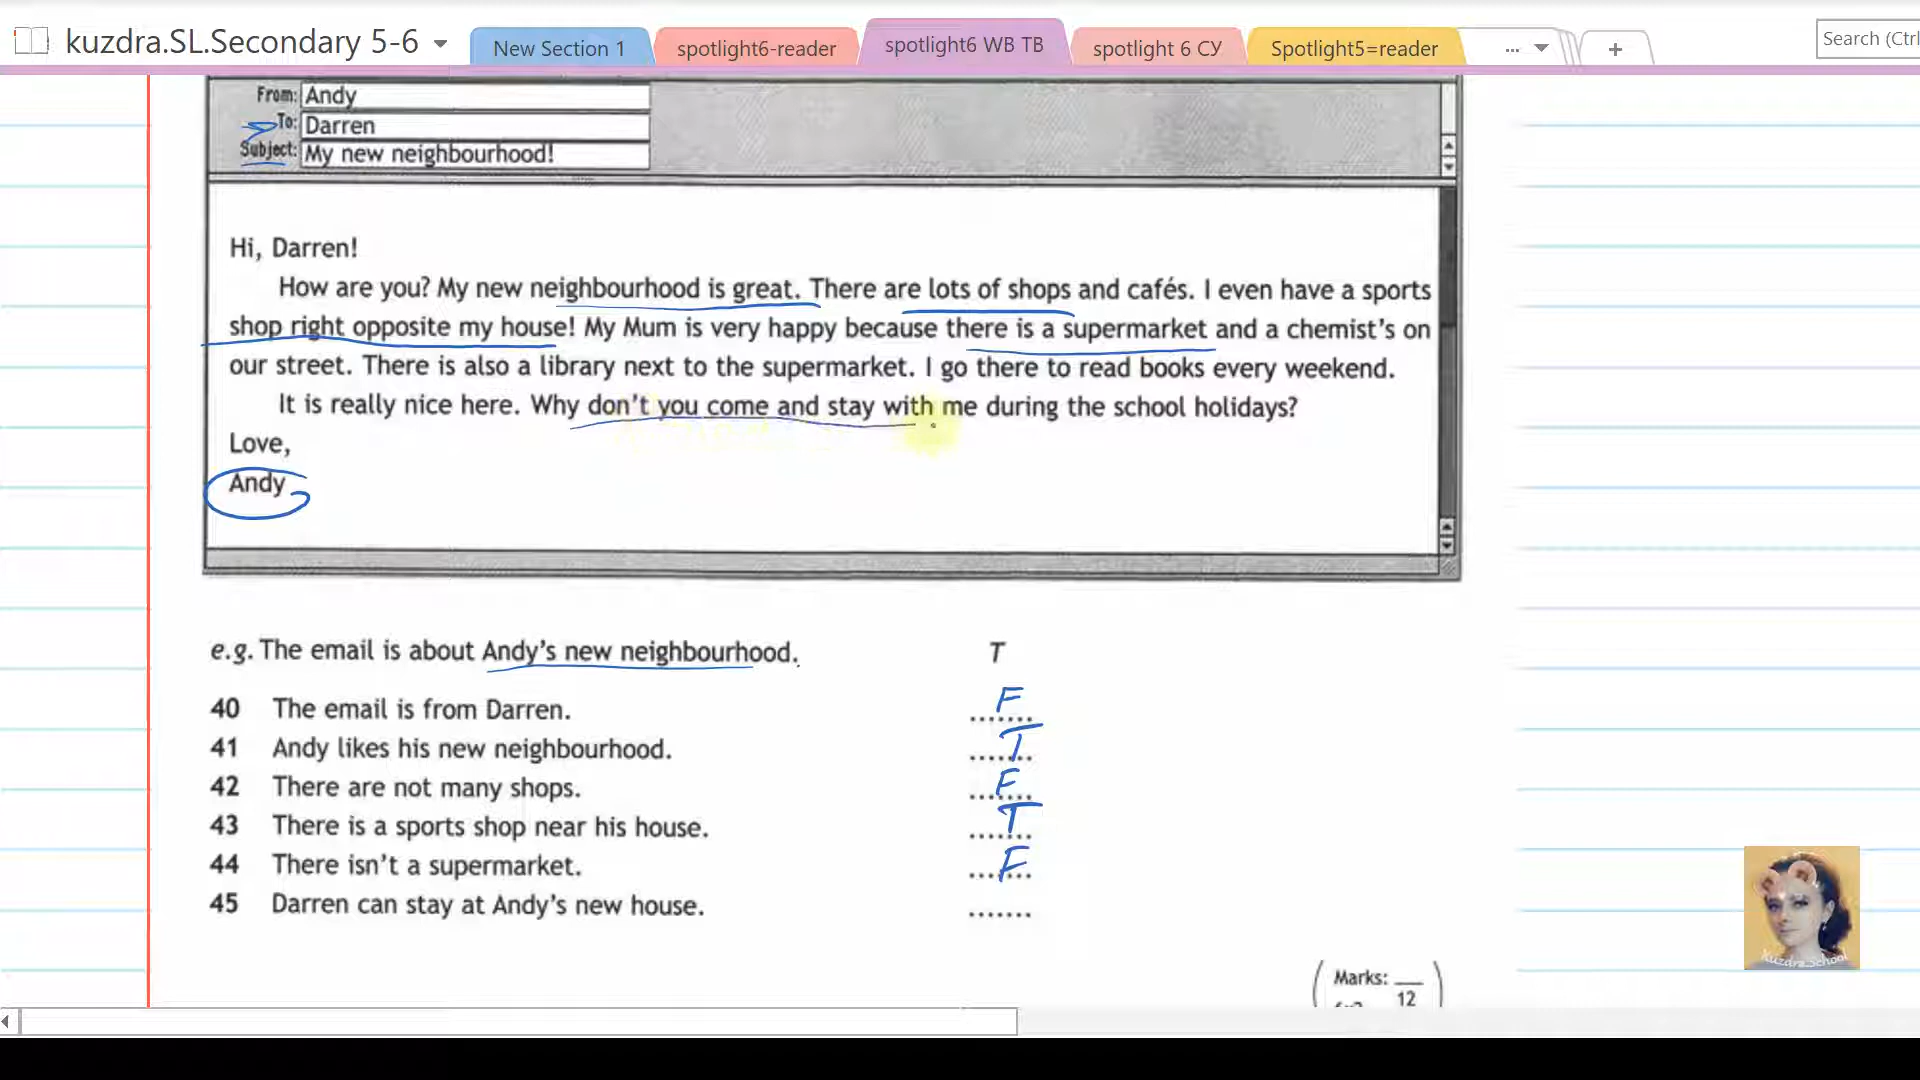 kuzdra.SL.Secondary 5-6
New Section 1
spotlight6-reader
spotlight6 WB TB
spotlight 6 СУ
Spotlight5=reader
...
+
Search (Ctrl
From: Andy
To: Darren
Subject: My new neighbourhood!
Hi, Darren!
How are you? My new neighbourhood is great. There are lots of shops and cafés. I even have a sports
shop right opposite my house! My Mum is very happy because there is a supermarket and a chemist's on
our street. There is also a library next to the supermarket. I go there to read books every weekend.
It is really nice here. Why don't you come and stay with me during the school holidays?
Love,
Andy
e.g. The email is about Andy's new neighbourhood. T
40 The email is from Darren. ....... F
41 Andy likes his new neighbourhood. ....... T
42 There are not many shops. ....... F
43 There is a sports shop near his house. ....... T
44 There isn't a supermarket. ....... F
45 Darren can stay at Andy's new house. .......
Marks: __
12
kuzdra.School